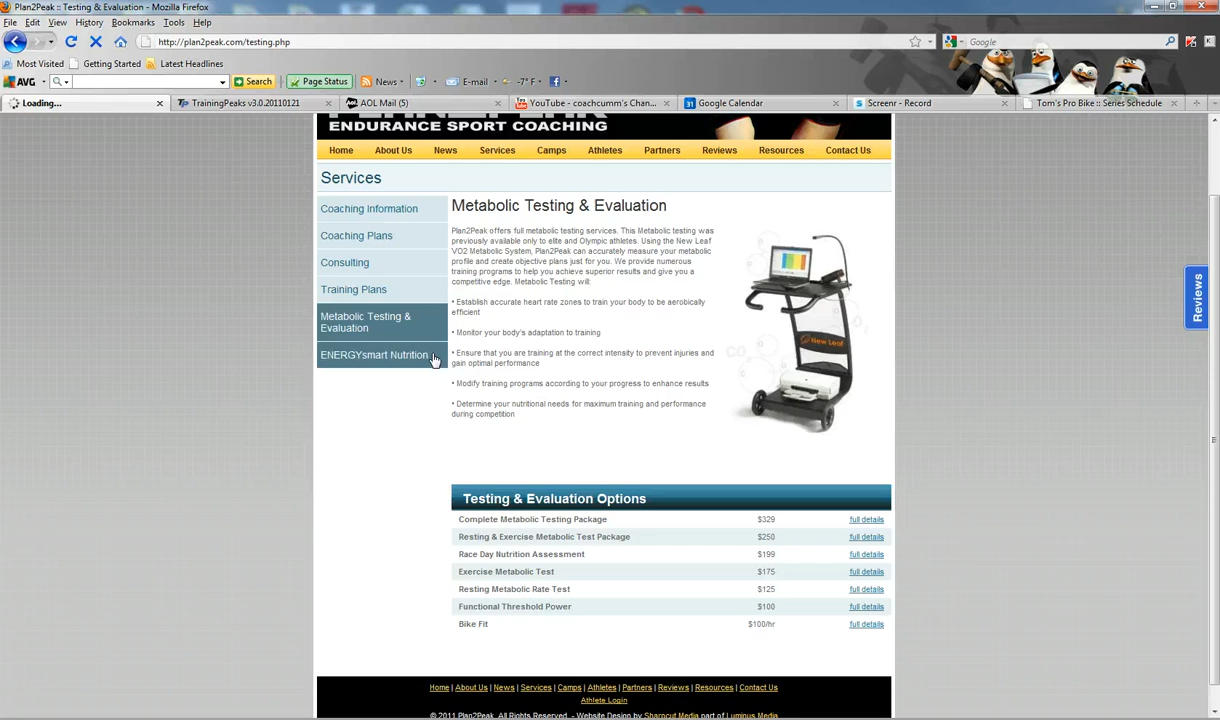 Plan2Peak :: Testing & Evaluation - Mozilla Firefox
File Edit View History Bookmarks Tools Help
http://plan2peak.com/testing.php
Google
Most Visited Getting Started Latest Headlines
AVG Search Page Status News E-mail -7° F
Loading... TrainingPeaks v3.0.20110121 AOL Mail (5) YouTube - coachcumm's Chan... Google Calendar Screenr - Record Tom's Pro Bike :: Series Schedule
ENDURANCE SPORT COACHING
Home About Us News Services Camps Athletes Partners Reviews Resources Contact Us
Services
Coaching Information
Coaching Plans
Consulting
Training Plans
Metabolic Testing &
Evaluation
ENERGYsmart Nutrition
Metabolic Testing & Evaluation
Plan2Peak offers full metabolic testing services. This Metabolic testing was
previously available only to elite and Olympic athletes. Using the New Leaf
VO2 Metabolic System, Plan2Peak can accurately measure your metabolic
profile and create objective plans just for you. We provide numerous
training programs to help you achieve superior results and give you a
competitive edge. Metabolic Testing will:
• Establish accurate heart rate zones to train your body to be aerobically
efficient
• Monitor your body's adaptation to training
• Ensure that you are training at the correct intensity to prevent injuries and
gain optimal performance
• Modify training programs according to your progress to enhance results
• Determine your nutritional needs for maximum training and performance
during competition
New Leaf
Reviews
Testing & Evaluation Options
Complete Metabolic Testing Package $329 full details
Resting & Exercise Metabolic Test Package $250 full details
Race Day Nutrition Assessment $199 full details
Exercise Metabolic Test $175 full details
Resting Metabolic Rate Test $125 full details
Functional Threshold Power $100 full details
Bike Fit $100/hr full details
Home | About Us | News | Services | Camps | Athletes | Partners | Reviews | Resources | Contact Us
Athlete Login
© 2011 Plan2Peak, All Rights Reserved. - Website Design by Sharpcut Media part of Luminus Media